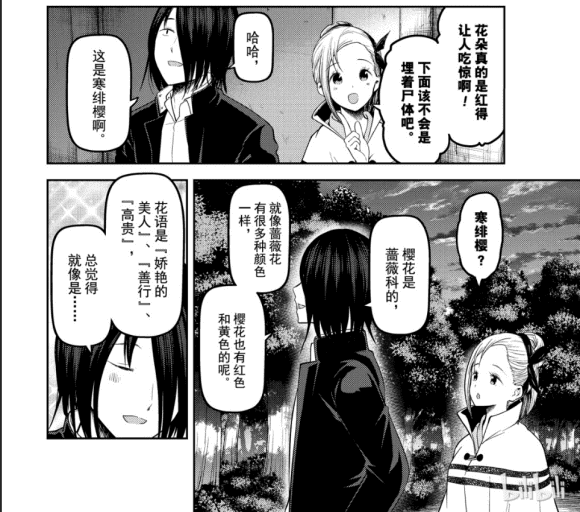 花朵真的是红得
让人吃惊啊！
下面该不会是
埋着尸体吧。
哈哈，
这是寒绯樱啊。
寒绯樱？
樱花是
蔷薇科的，
就像蔷薇花
有很多种颜色
一样，
樱花也有红色
和黄色的呢。
花语是『娇艳的
美人』、『善行』、
『高贵』，
总觉得
就像是……
bilibili